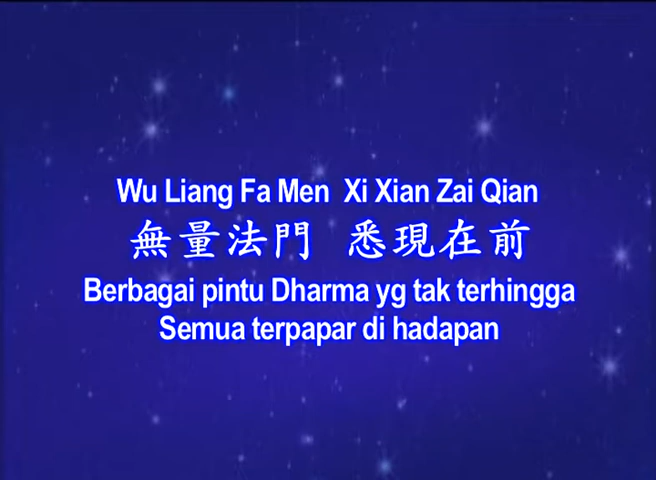 Wu Liang Fa Men  Xi Xian Zai Qian
無量法門  悉現在前
Berbagai pintu Dharma yg tak terhingga
Semua terpapar di hadapan